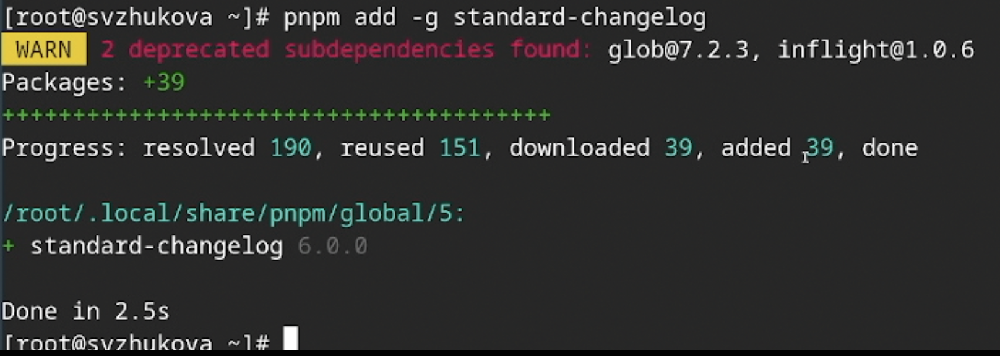 [root@svzhukova ~]# pnpm add -g standard-changelog
WARN 2 deprecated subdependencies found: glob@7.2.3, inflight@1.0.6
Packages: +39
+++++++++++++++++++++++++++++++++++++++
Progress: resolved 190, reused 151, downloaded 39, added 39, done
/root/.local/share/pnpm/global/5:
+ standard-changelog 6.0.0
Done in 2.5s
[root@svzhukova ~]#